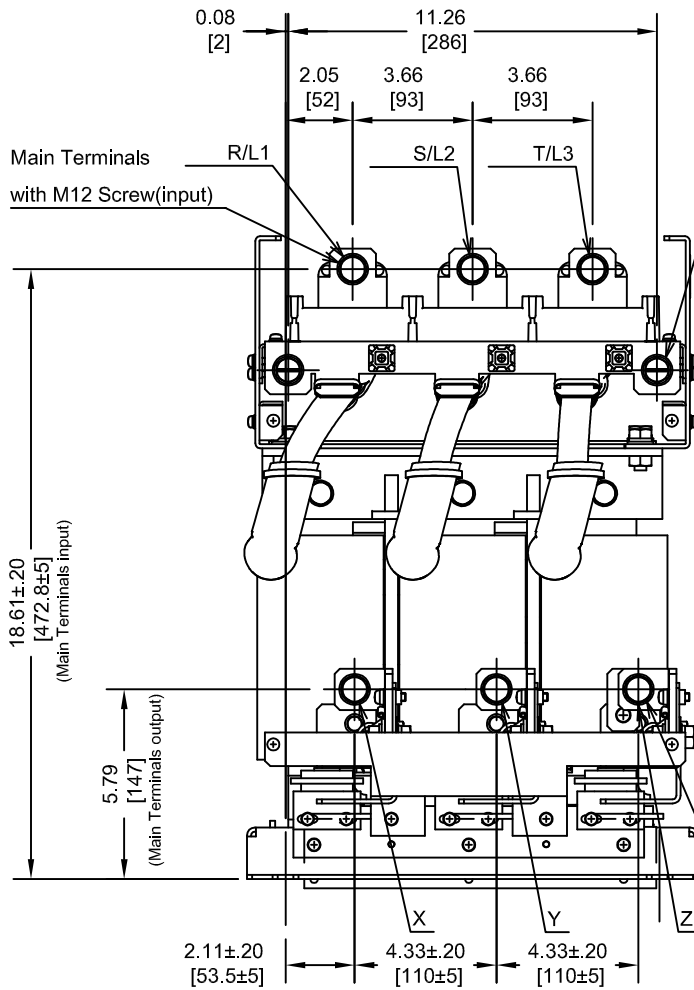 0.08
[2]
11.26
[286]
2.05
[52]
3.66
[93]
3.66
[93]
Main Terminals
with M12 Screw(input)
R/L1
S/L2
T/L3
18.61±.20
[472.8±5]
(Main Terminals input)
5.79
[147]
(Main Terminals output)
X
Y
Z
2.11±.20
[53.5±5]
4.33±.20
[110±5]
4.33±.20
[110±5]